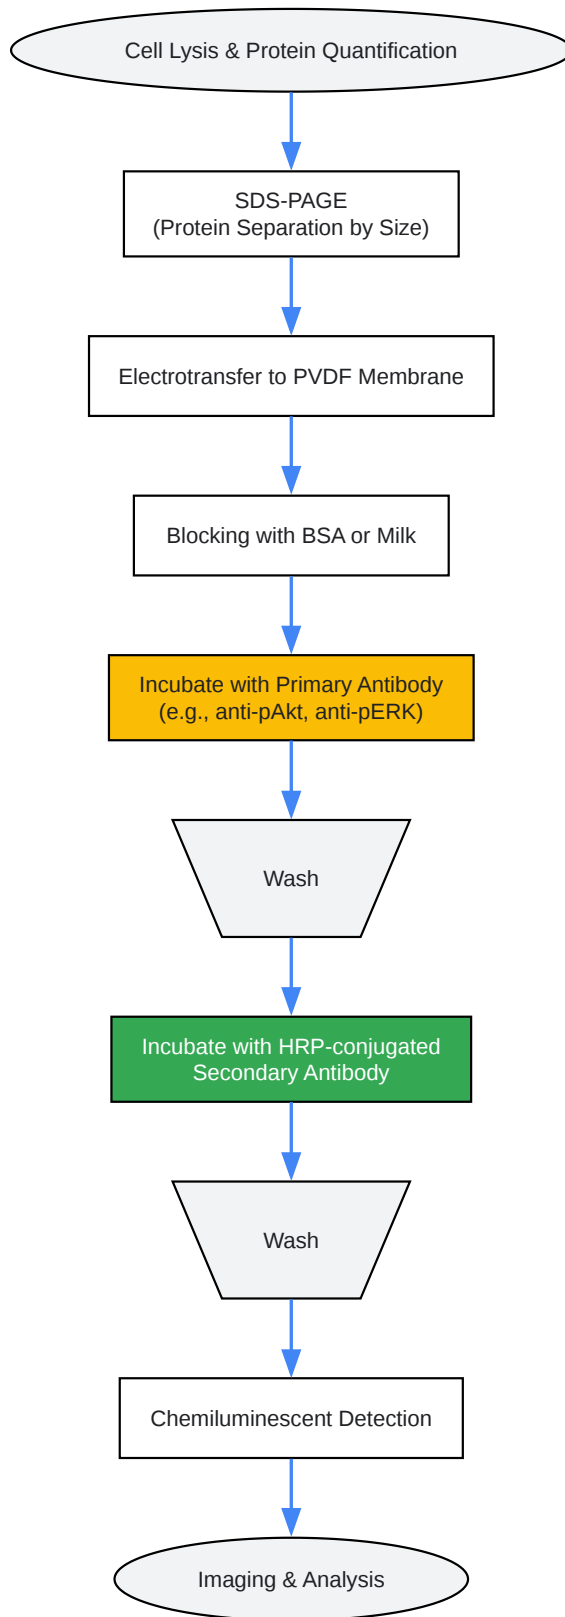 Cell Lysis & Protein Quantification
SDS-PAGE
(Protein Separation by Size)
Electrotransfer to PVDF Membrane
Blocking with BSA or Milk
Incubate with Primary Antibody
(e.g., anti-pAkt, anti-pERK)
Wash
Incubate with HRP-conjugated
Secondary Antibody
Wash
Chemiluminescent Detection
Imaging & Analysis